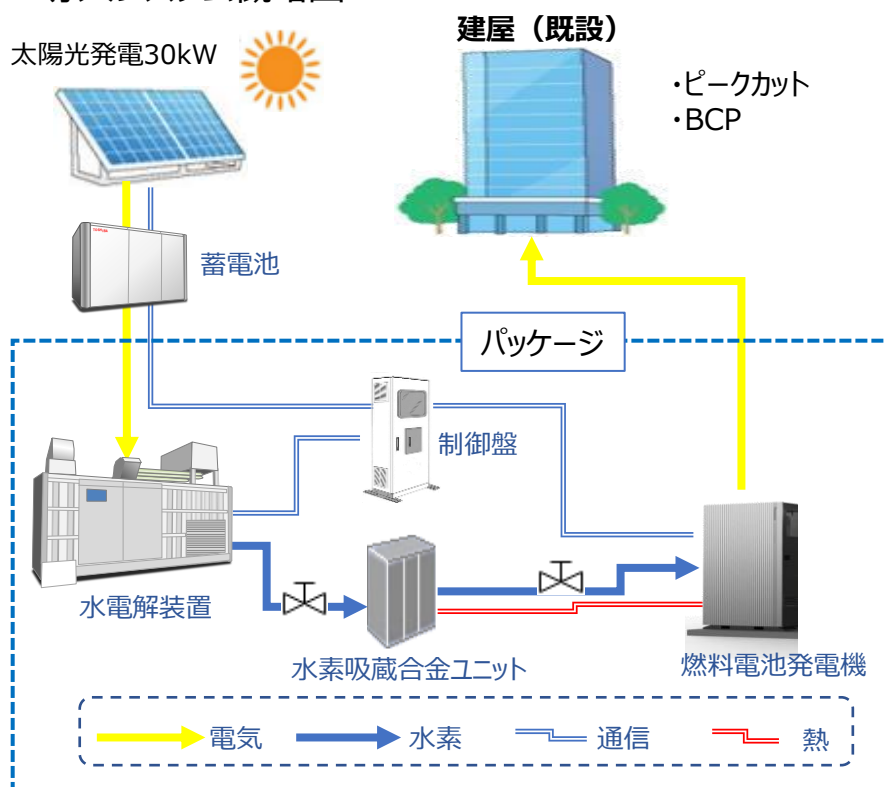 太陽光発電30kW
建屋（既設）
・ピークカット
・BCP
蓄電池
パッケージ
制御盤
水電解装置
水素吸蔵合金ユニット
燃料電池発電機
電気
水素
通信
熱